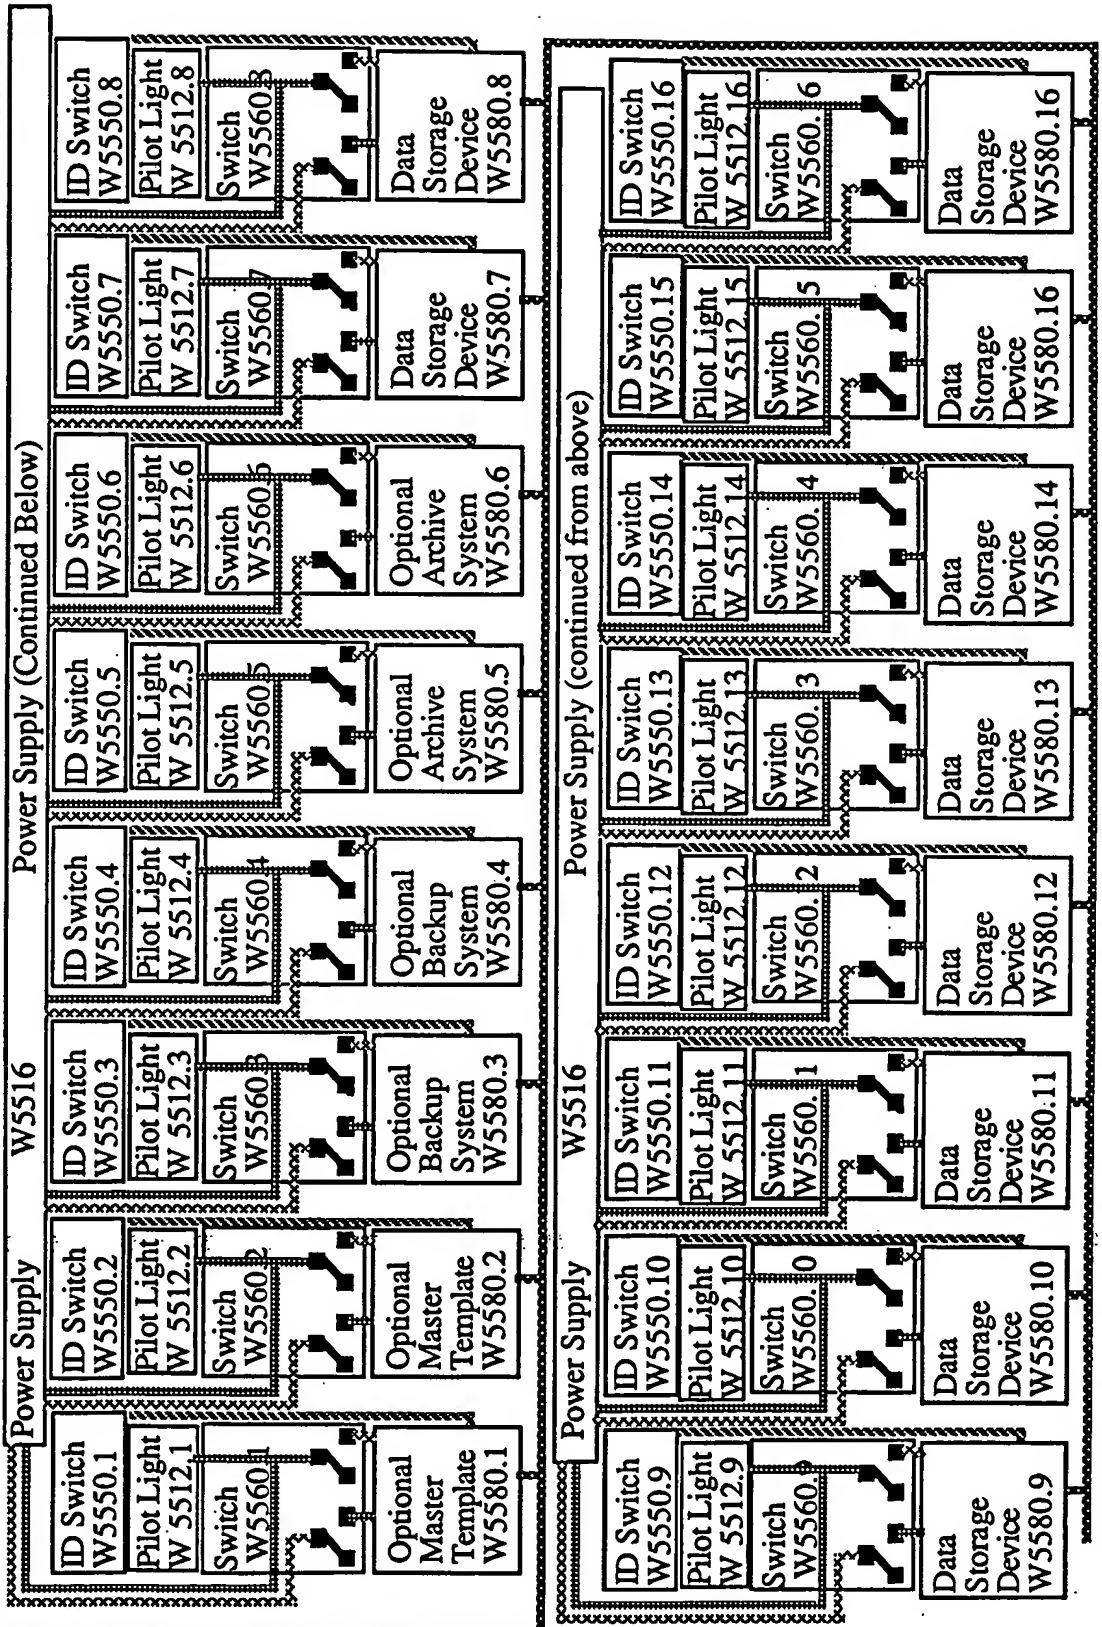 Power Supply W5516 Power Supply (Continued Below)
ID Switch
W5550.1
Pilot Light
W 5512.1
Switch
W5560 1
Optional
Master
Template
W5580.1
ID Switch
W5550.2
Pilot Light
W 5512.2
Switch
W5560 2
Optional
Master
Template
W5580.2
ID Switch
W5550.3
Pilot Light
W 5512.3
Switch
W5560 3
Optional
Backup
System
W5580.3
ID Switch
W5550.4
Pilot Light
W 5512.4
Switch
W5560 4
Optional
Backup
System
W5580.4
ID Switch
W5550.5
Pilot Light
W 5512.5
Switch
W5560 5
Optional
Archive
System
W5580.5
ID Switch
W5550.6
Pilot Light
W 5512.6
Switch
W5560 6
Optional
Archive
System
W5580.6
ID Switch
W5550.7
Pilot Light
W 5512.7
Switch
W5560 7
Data
Storage
Device
W5580.7
ID Switch
W5550.8
Pilot Light
W 5512.8
Switch
W5560 8
Data
Storage
Device
W5580.8
Power Supply W5516 Power Supply (continued from above)
ID Switch
W5550.9
Pilot Light
W 5512.9
Switch
W5560.9
Data
Storage
Device
W5580.9
ID Switch
W5550.10
Pilot Light
W 5512.10
Switch
W5560. 0
Data
Storage
Device
W5580.10
ID Switch
W5550.11
Pilot Light
W 5512.11
Switch
W5560. 1
Data
Storage
Device
W5580.11
ID Switch
W5550.12
Pilot Light
W 5512.12
Switch
W5560. 2
Data
Storage
Device
W5580.12
ID Switch
W5550.13
Pilot Light
W 5512.13
Switch
W5560. 3
Data
Storage
Device
W5580.13
ID Switch
W5550.14
Pilot Light
W 5512.14
Switch
W5560. 4
Data
Storage
Device
W5580.14
ID Switch
W5550.15
Pilot Light
W 5512.15
Switch
W5560. 5
Data
Storage
Device
W5580.16
ID Switch
W5550.16
Pilot Light
W 5512.16
Switch
W5560. 6
Data
Storage
Device
W5580.16